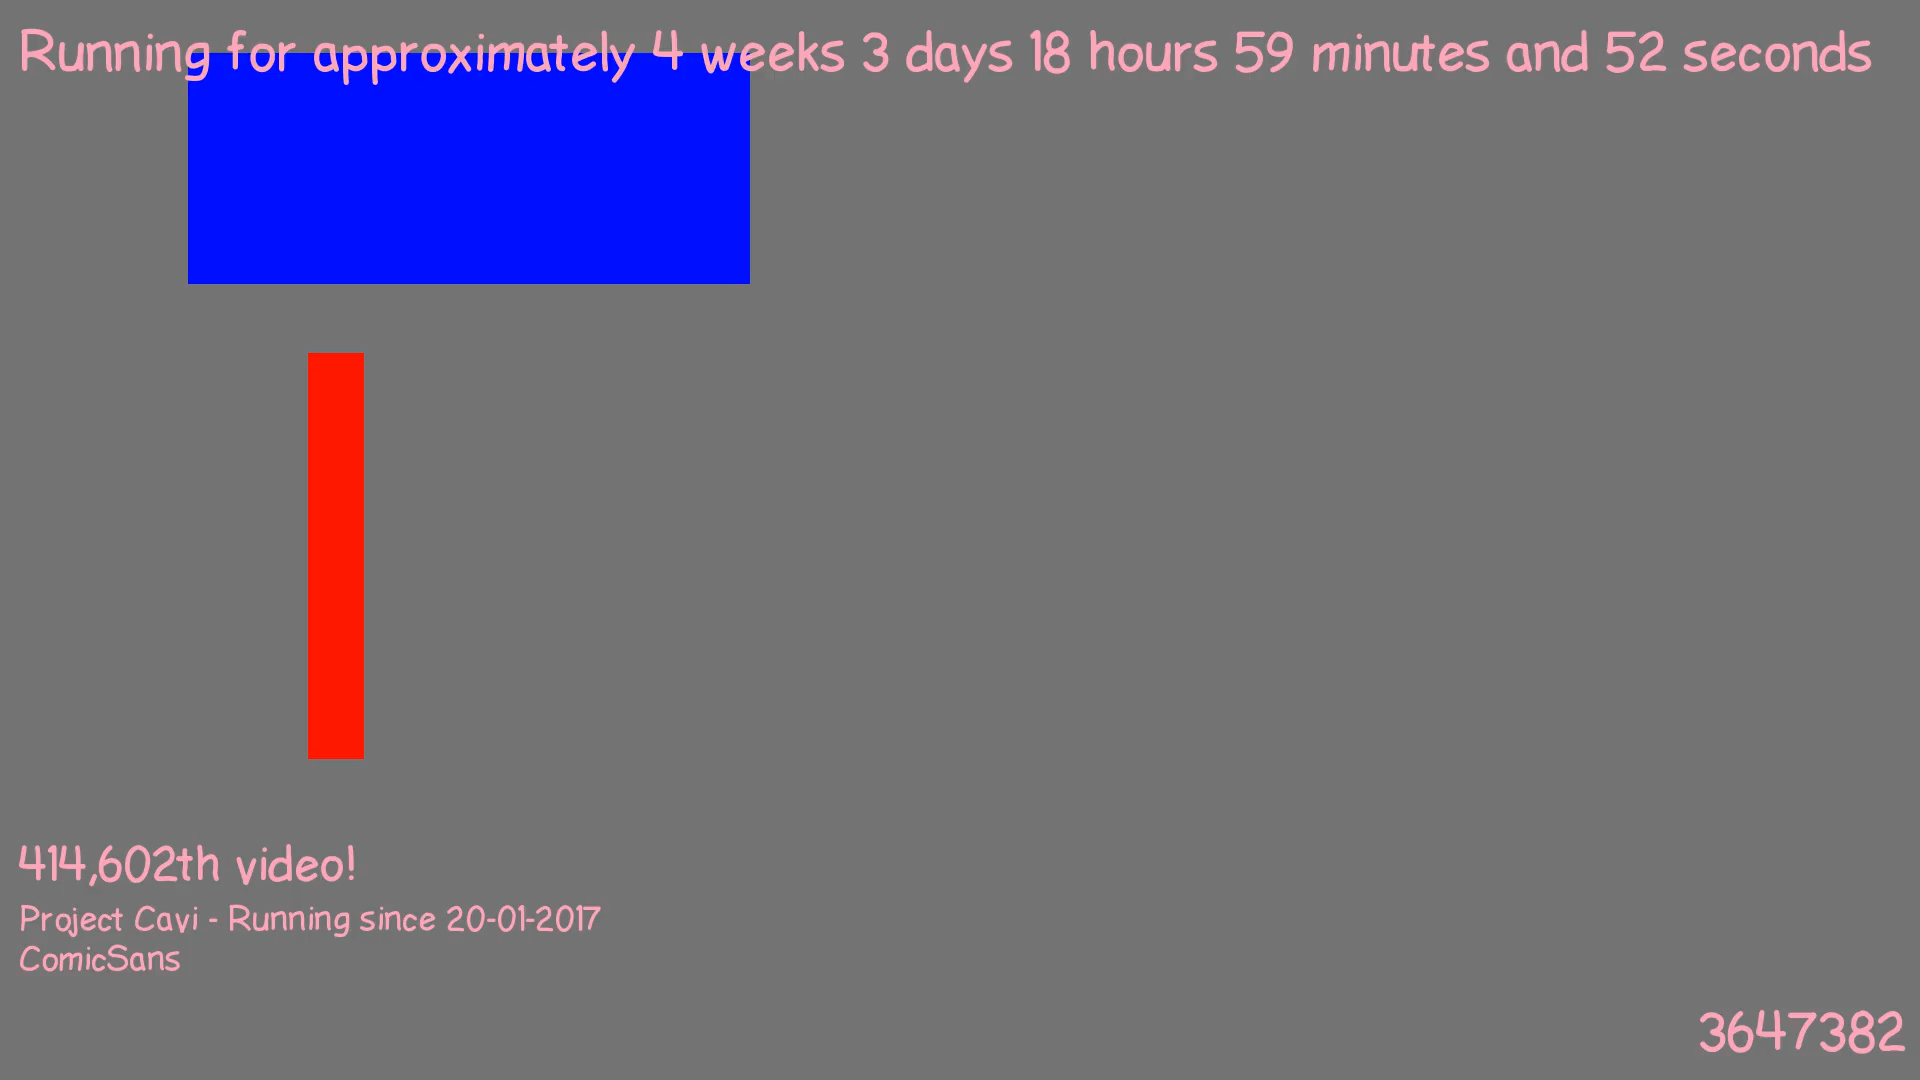 Running for approximately 4 weeks 3 days 18 hours 59 minutes and 52 seconds
414,602th video!
Project Cavi - Running since 20-01-2017
ComicSans
3647382